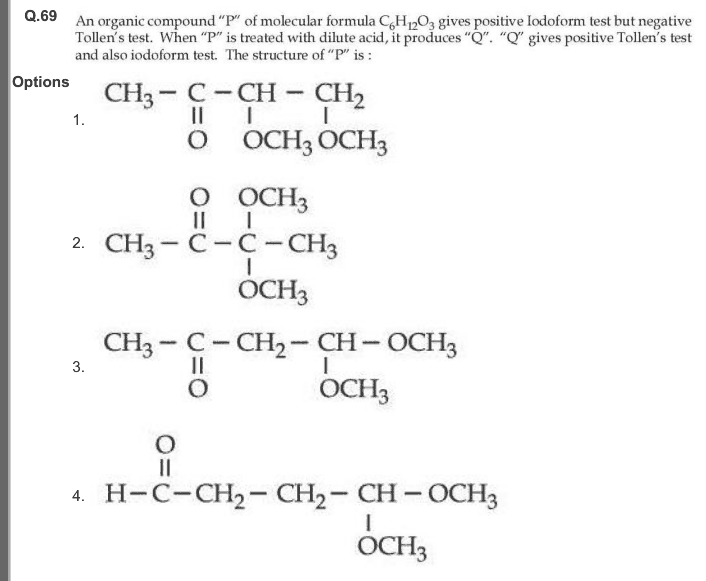 Q.69 An organic compound "P" of molecular formula C₆H₁₂O₃ gives positive Iodoform test but negative
Tollen's test. When "P" is treated with dilute acid, it produces "Q". "Q" gives positive Tollen's test
and also iodoform test. The structure of "P" is :
Options
1. CH₃ – C – CH – CH₂
|| | |
O OCH₃ OCH₃
O OCH₃
|| |
2. CH₃ – C – C – CH₃
|
OCH₃
3. CH₃ – C – CH₂ – CH – OCH₃
|| |
O OCH₃
O
||
4. H – C – CH₂ – CH₂ – CH – OCH₃
|
OCH₃